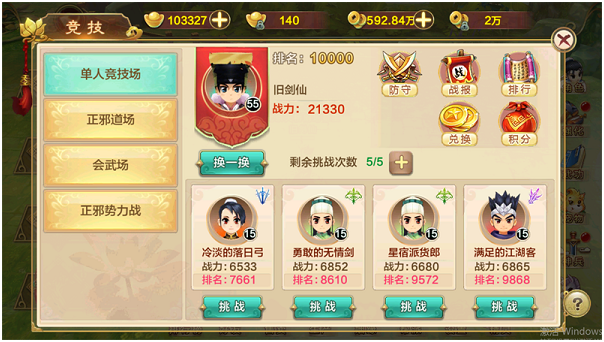 竞技
103327
140
592.84万
2万
单人竞技场
正邪道场
会武场
正邪势力战
55
排名：10000
旧剑仙
战力：21330
防守
战报
排行
兑换
积分
换一换
剩余挑战次数 5/5
15
15
15
15
冷淡的落日弓
勇敢的无情剑
星宿派货郎
满足的江湖客
战力：6533
战力：6852
战力：6680
战力：6865
排名：7661
排名：8610
排名：9572
排名：9868
挑战
挑战
挑战
挑战
?
激活 Windows